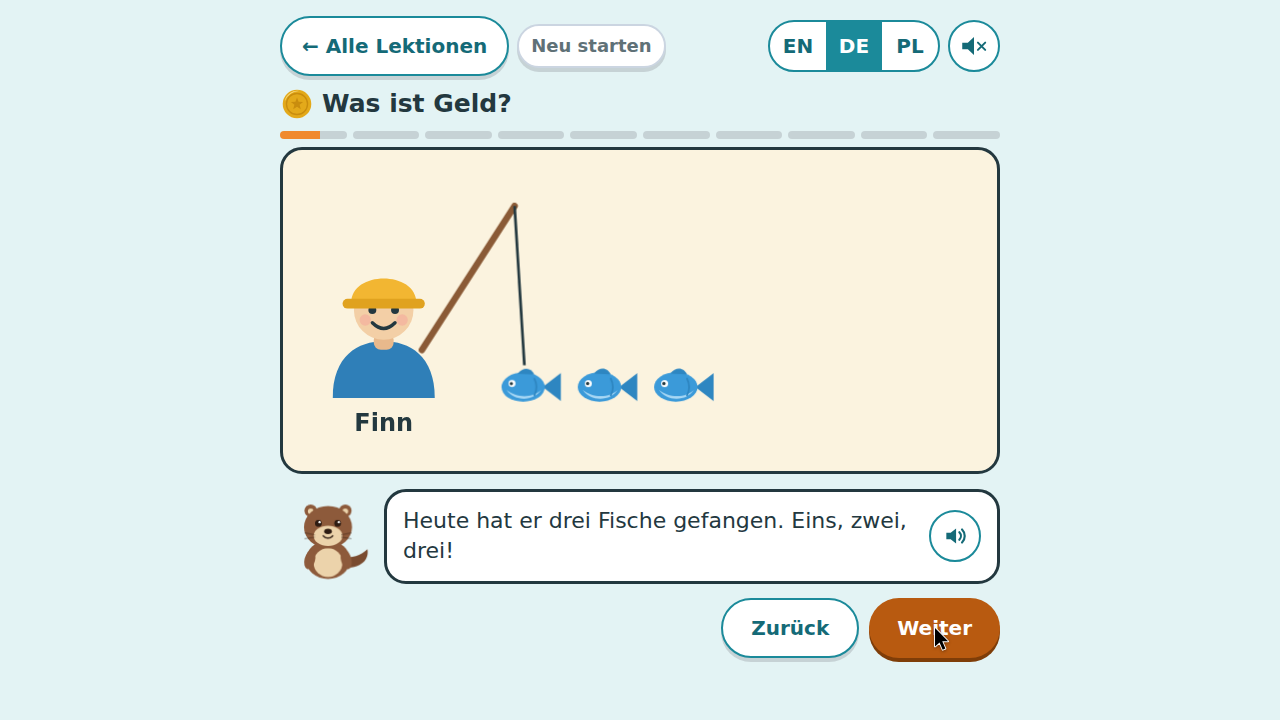 ← Alle Lektionen
Neu starten
EN DE PL
Was ist Geld?
Finn
Heute hat er drei Fische gefangen. Eins, zwei,
drei!
Zurück
Weiter